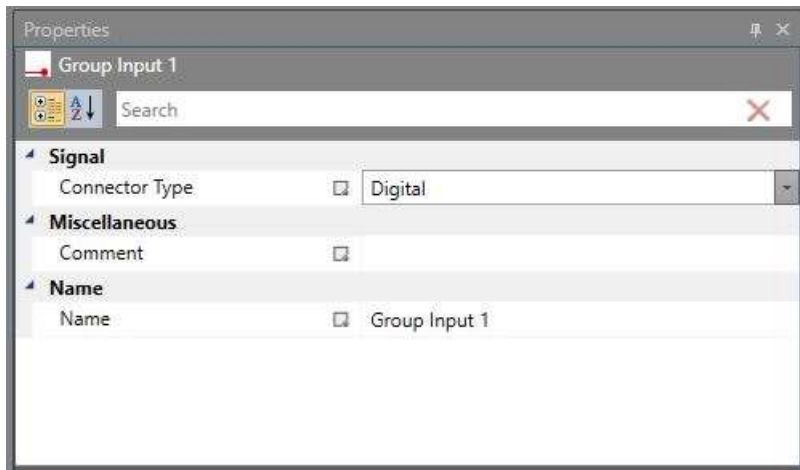 Properties
Group Input 1
A Z Search
Signal
Connector Type Digital
Miscellaneous
Comment
Name
Name Group Input 1